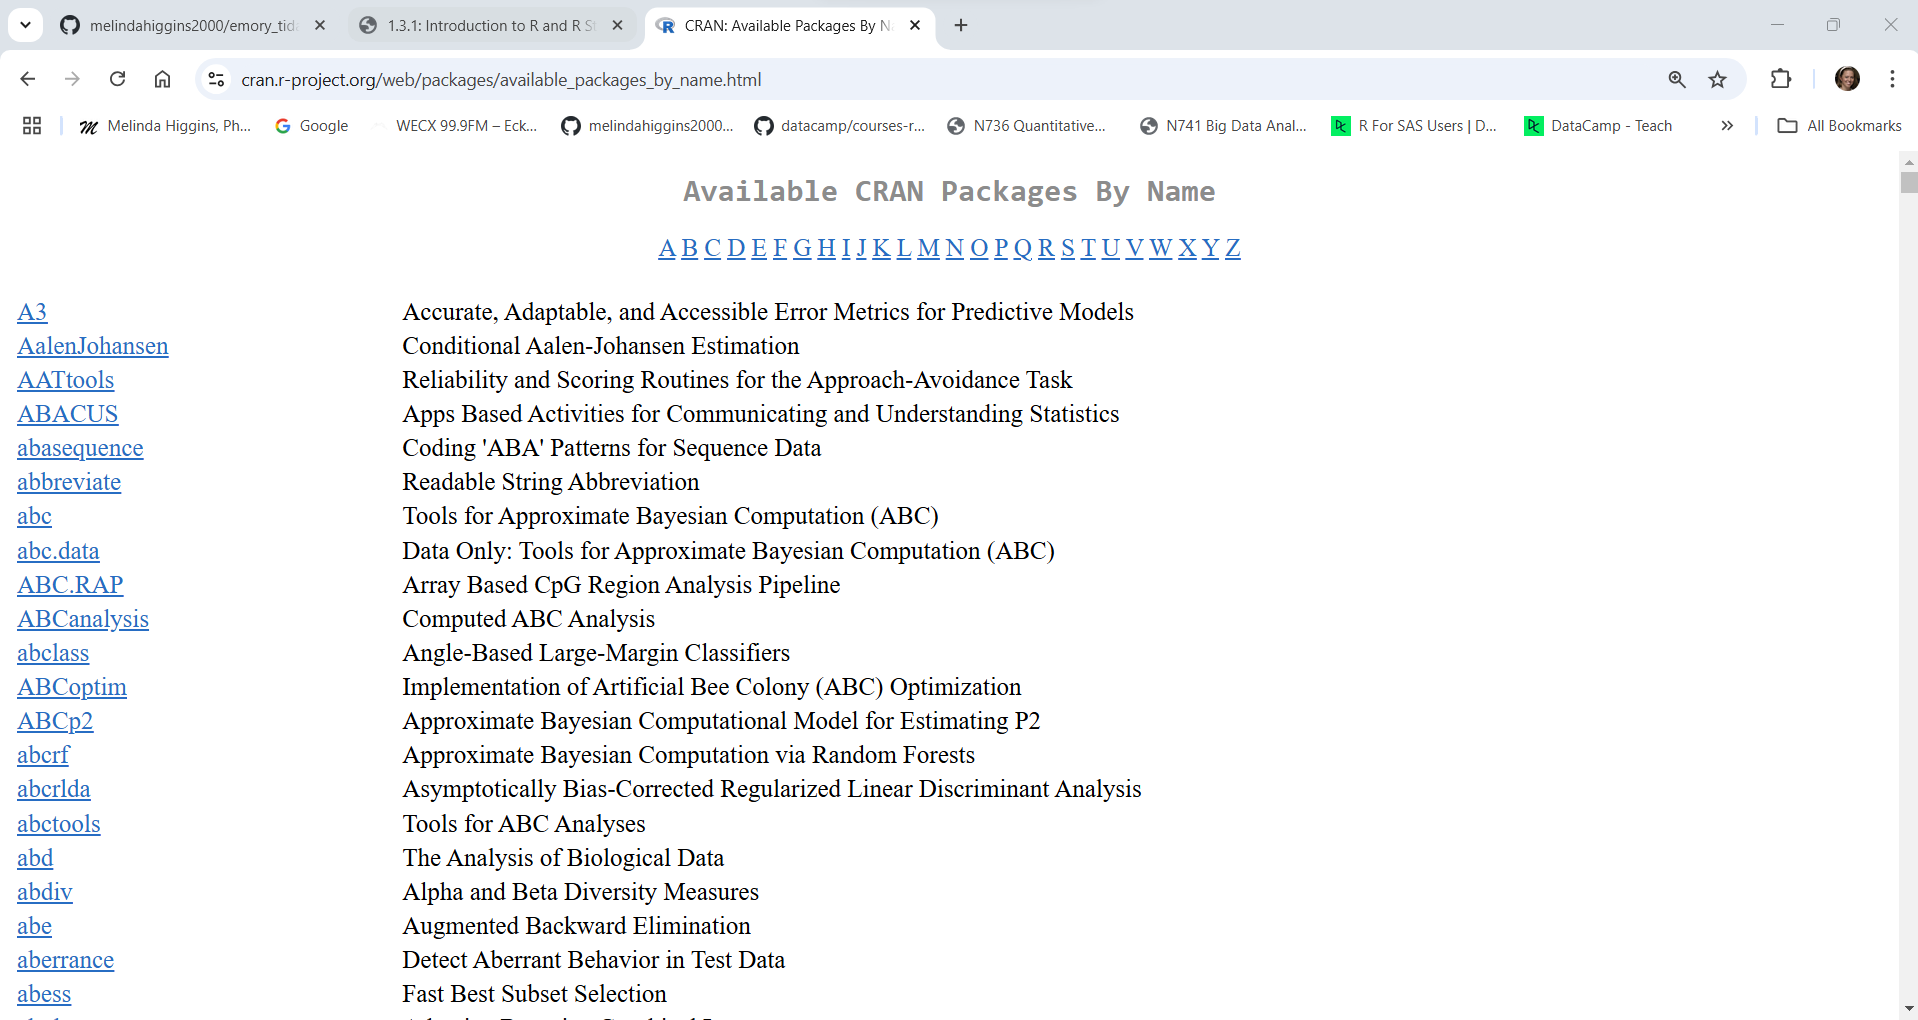 melindahiggins2000/emory_tida
1.3.1: Introduction to R and R St
CRAN: Available Packages By Na
cran.r-project.org/web/packages/available_packages_by_name.html
Melinda Higgins, Ph...
Google
WECX 99.9FM – Eck...
melindahiggins2000...
datacamp/courses-r...
N736 Quantitative...
N741 Big Data Anal...
R For SAS Users | D...
DataCamp - Teach
All Bookmarks
Available CRAN Packages By Name
A B C D E F G H I J K L M N O P Q R S T U V W X Y Z
A3 Accurate, Adaptable, and Accessible Error Metrics for Predictive Models
AalenJohansen Conditional Aalen-Johansen Estimation
AATtools Reliability and Scoring Routines for the Approach-Avoidance Task
ABACUS Apps Based Activities for Communicating and Understanding Statistics
abasequence Coding 'ABA' Patterns for Sequence Data
abbreviate Readable String Abbreviation
abc Tools for Approximate Bayesian Computation (ABC)
abc.data Data Only: Tools for Approximate Bayesian Computation (ABC)
ABC.RAP Array Based CpG Region Analysis Pipeline
ABCanalysis Computed ABC Analysis
abclass Angle-Based Large-Margin Classifiers
ABCoptim Implementation of Artificial Bee Colony (ABC) Optimization
ABCp2 Approximate Bayesian Computational Model for Estimating P2
abcrf Approximate Bayesian Computation via Random Forests
abcrlda Asymptotically Bias-Corrected Regularized Linear Discriminant Analysis
abctools Tools for ABC Analyses
abd The Analysis of Biological Data
abdiv Alpha and Beta Diversity Measures
abe Augmented Backward Elimination
aberrance Detect Aberrant Behavior in Test Data
abess Fast Best Subset Selection